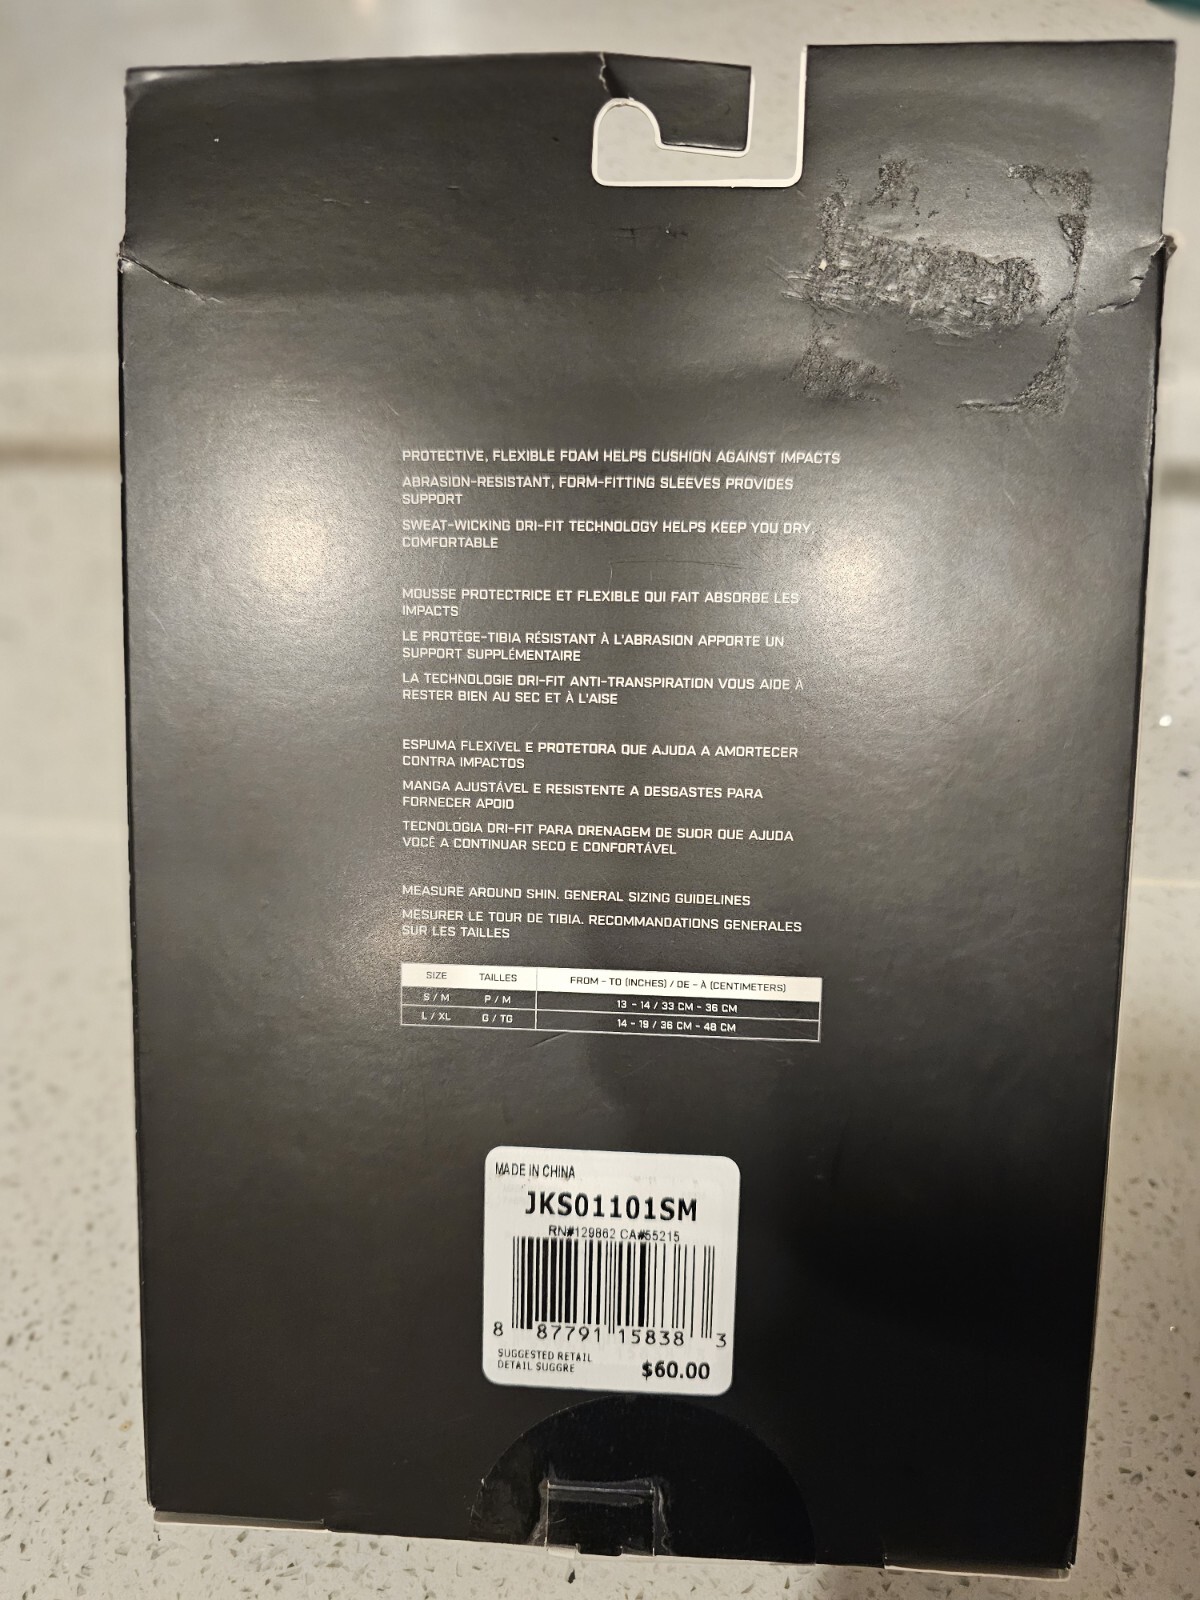 PROTECTIVE, FLEXIBLE FOAM HELPS CUSHION AGAINST IMPACTS
ABRASION-RESISTANT, FORM-FITTING SLEEVES PROVIDES
SUPPORT
SWEAT-WICKING DRI-FIT TECHNOLOGY HELPS KEEP YOU DRY,
COMFORTABLE
MOUSSE PROTECTRICE ET FLEXIBLE QUI FAIT ABSORBE LES
IMPACTS
LE PROTÈGE-TIBIA RÉSISTANT À L'ABRASION APPORTE UN
SUPPORT SUPPLÉMENTAIRE
LA TECHNOLOGIE DRI-FIT ANTI-TRANSPIRATION VOUS AIDE À
RESTER BIEN AU SEC ET À L'AISE
ESPUMA FLEXÍVEL E PROTETORA QUE AJUDA A AMORTECER
CONTRA IMPACTOS
MANGA AJUSTÁVEL E RESISTENTE A DESGASTES PARA
FORNECER APOIO
TECNOLOGIA DRI-FIT PARA DRENAGEM DE SUOR QUE AJUDA
VOCÊ A CONTINUAR SECO E CONFORTÁVEL
MEASURE AROUND SHIN. GENERAL SIZING GUIDELINES
MESURER LE TOUR DE TIBIA. RECOMMANDATIONS GENERALES
SUR LES TAILLES
SIZE TAILLES FROM - TO (INCHES) / DE - À (CENTIMETERS)
S / M P / M 13 - 14 / 33 CM - 36 CM
L / XL G / TG 14 - 19 / 36 CM - 48 CM
MADE IN CHINA
JKS01101SM
RN#129862 CA#55215
8 87791 15838 3
SUGGESTED RETAIL
DETAIL SUGGRE $60.00